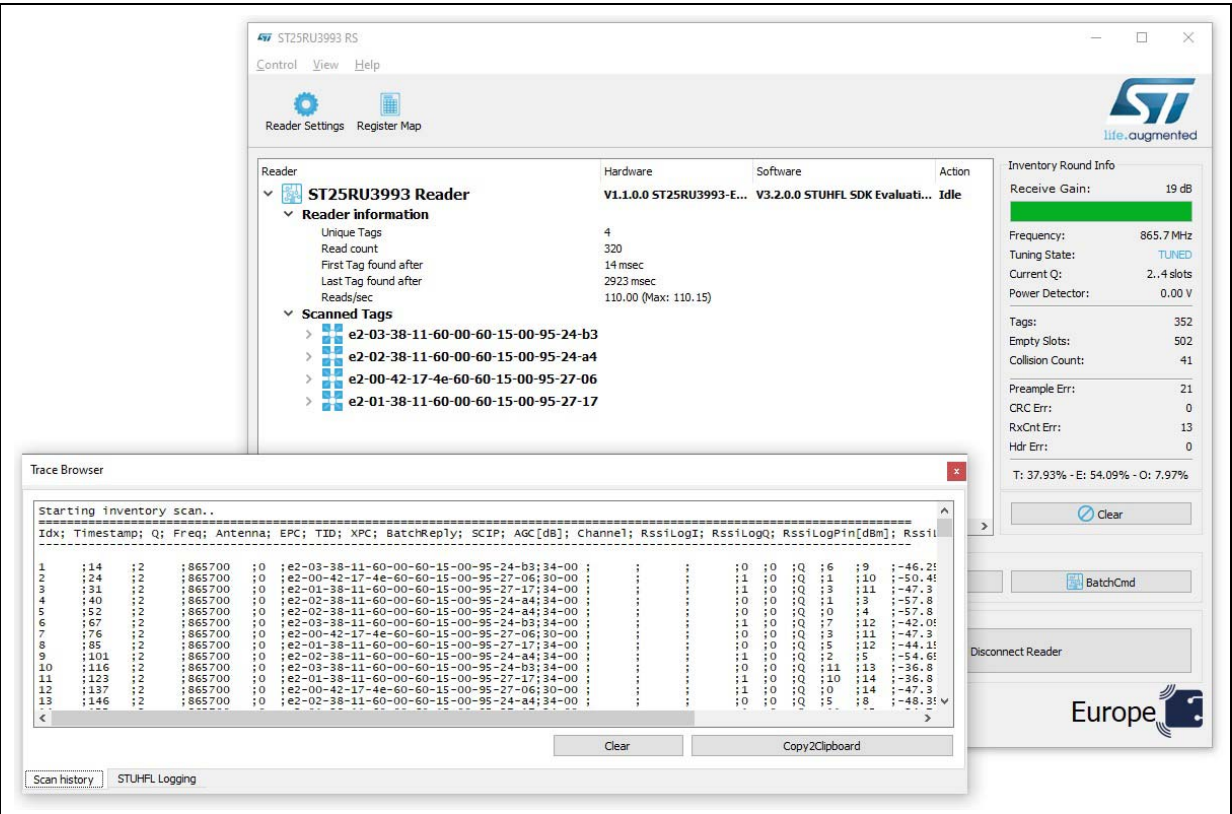 ST25RU3993 RS
Control View Help
Reader Settings Register Map
ST
life.augmented
Reader Hardware Software Action
ST25RU3993 Reader V1.1.0.0 ST25RU3993-E... V3.2.0.0 STUHFL SDK Evaluati... Idle
Reader information
Unique Tags 4
Read count 320
First Tag found after 14 msec
Last Tag found after 2923 msec
Reads/sec 110.00 (Max: 110.15)
Scanned Tags
e2-03-38-11-60-00-60-15-00-95-24-b3
e2-02-38-11-60-00-60-15-00-95-24-a4
e2-00-42-17-4e-60-60-15-00-95-27-06
e2-01-38-11-60-00-60-15-00-95-27-17
Inventory Round Info
Receive Gain: 19 dB
Frequency: 865.7 MHz
Tuning State: TUNED
Current Q: 2..4 slots
Power Detector: 0.00 V
Tags: 352
Empty Slots: 502
Collision Count: 41
Preample Err: 21
CRC Err: 0
RxCnt Err: 13
Hdr Err: 0
T: 37.93% - E: 54.09% - O: 7.97%
Clear
BatchCmd
Disconnect Reader
Europe
Trace Browser
Starting inventory scan..
Idx; Timestamp; Q; Freq; Antenna; EPC; TID; XPC; BatchReply; SCIP; AGC[dB]; Channel; RssiLogI; RssiLogQ; RssiLogPin[dBm];
1 ;14 ;2 ;865700 ;0 ;e2-03-38-11-60-00-60-15-00-95-24-b3;34-00 ; ; ; ;0 ;0 ;Q ;6 ;9
2 ;24 ;2 ;865700 ;0 ;e2-00-42-17-4e-60-60-15-00-95-27-06;30-00 ; ; ; ;1 ;0 ;Q ;1 ;10
3 ;31 ;2 ;865700 ;0 ;e2-01-38-11-60-00-60-15-00-95-27-17;34-00 ; ; ; ;1 ;0 ;Q ;3 ;11 ;-47.3
4 ;40 ;2 ;865700 ;0 ;e2-02-38-11-60-00-60-15-00-95-24-a4;34-00 ; ; ; ;0 ;0 ;Q ;1 ;3 ;-57.8
5 ;52 ;2 ;865700 ;0 ;e2-02-38-11-60-00-60-15-00-95-24-a4;34-00 ; ; ; ;0 ;0 ;Q ;0 ;4 ;-57.8
6 ;67 ;2 ;865700 ;0 ;e2-03-38-11-60-00-60-15-00-95-24-b3;34-00 ; ; ; ;1 ;0 ;Q ;7 ;12
7 ;76 ;2 ;865700 ;0 ;e2-00-42-17-4e-60-60-15-00-95-27-06;30-00 ; ; ; ;0 ;0 ;Q ;3 ;11 ;-47.3
8 ;85 ;2 ;865700 ;0 ;e2-01-38-11-60-00-60-15-00-95-27-17;34-00 ; ; ; ;0 ;0 ;Q ;5 ;12
9 ;101 ;2 ;865700 ;0 ;e2-02-38-11-60-00-60-15-00-95-24-a4;34-00 ; ; ; ;1 ;0 ;Q ;2 ;5
10 ;116 ;2 ;865700 ;0 ;e2-03-38-11-60-00-60-15-00-95-24-b3;34-00 ; ; ; ;0 ;0 ;Q ;11 ;13 ;-36.8
11 ;123 ;2 ;865700 ;0 ;e2-01-38-11-60-00-60-15-00-95-27-17;34-00 ; ; ; ;1 ;0 ;Q ;10 ;14 ;-36.8
12 ;137 ;2 ;865700 ;0 ;e2-00-42-17-4e-60-60-15-00-95-27-06;30-00 ; ; ; ;1 ;0 ;Q ;0 ;14 ;-47.3
13 ;146 ;2 ;865700 ;0 ;e2-02-38-11-60-00-60-15-00-95-24-a4;34-00 ; ; ; ;0 ;0 ;Q ;5 ;8
Clear Copy2Clipboard
Scan history STUHFL Logging